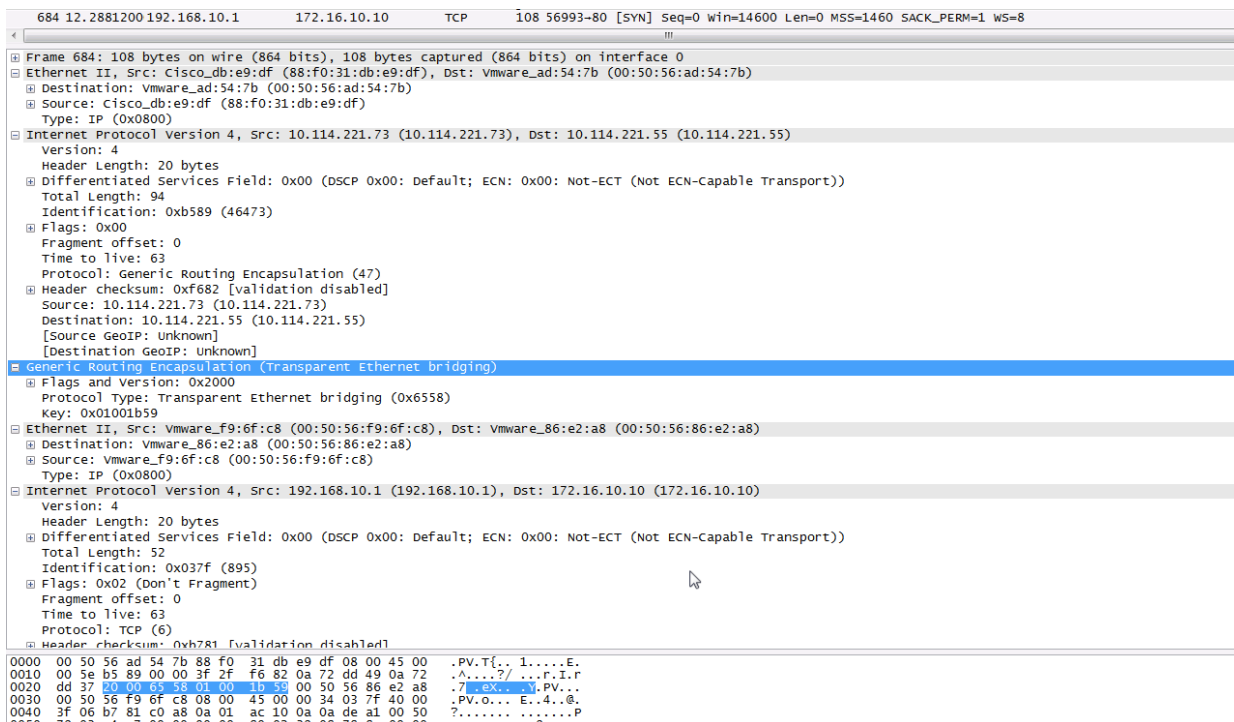 684 12.2881200 192.168.10.1 172.16.10.10 TCP 108 56993→80 [SYN] Seq=0 Win=14600 Len=0 MSS=1460 SACK_PERM=1 WS=8
Frame 684: 108 bytes on wire (864 bits), 108 bytes captured (864 bits) on interface 0
Ethernet II, Src: Cisco_db:e9:df (88:f0:31:db:e9:df), Dst: Vmware_ad:54:7b (00:50:56:ad:54:7b)
Destination: Vmware_ad:54:7b (00:50:56:ad:54:7b)
Source: Cisco_db:e9:df (88:f0:31:db:e9:df)
Type: IP (0x0800)
Internet Protocol Version 4, Src: 10.114.221.73 (10.114.221.73), Dst: 10.114.221.55 (10.114.221.55)
Version: 4
Header Length: 20 bytes
Differentiated Services Field: 0x00 (DSCP 0x00: Default; ECN: 0x00: Not-ECT (Not ECN-Capable Transport))
Total Length: 94
Identification: 0xb589 (46473)
Flags: 0x00
Fragment offset: 0
Time to live: 63
Protocol: Generic Routing Encapsulation (47)
Header checksum: 0xf682 [validation disabled]
Source: 10.114.221.73 (10.114.221.73)
Destination: 10.114.221.55 (10.114.221.55)
[Source GeoIP: Unknown]
[Destination GeoIP: Unknown]
Generic Routing Encapsulation (Transparent Ethernet bridging)
Flags and Version: 0x2000
Protocol Type: Transparent Ethernet bridging (0x6558)
Key: 0x01001b59
Ethernet II, Src: Vmware_f9:6f:c8 (00:50:56:f9:6f:c8), Dst: Vmware_86:e2:a8 (00:50:56:86:e2:a8)
Destination: Vmware_86:e2:a8 (00:50:56:86:e2:a8)
Source: Vmware_f9:6f:c8 (00:50:56:f9:6f:c8)
Type: IP (0x0800)
Internet Protocol Version 4, Src: 192.168.10.1 (192.168.10.1), Dst: 172.16.10.10 (172.16.10.10)
Version: 4
Header Length: 20 bytes
Differentiated Services Field: 0x00 (DSCP 0x00: Default; ECN: 0x00: Not-ECT (Not ECN-Capable Transport))
Total Length: 52
Identification: 0x037f (895)
Flags: 0x02 (Don't Fragment)
Fragment offset: 0
Time to live: 63
Protocol: TCP (6)
Header checksum: 0xb781 [validation disabled]
0000 00 50 56 ad 54 7b 88 f0 31 db e9 df 08 00 45 00 .PV.T{.. 1.....E.
0010 00 5e b5 89 00 00 3f 2f f6 82 0a 72 dd 49 0a 72 .^....?/ ...r.I.r
0020 dd 37 20 00 65 58 01 00 1b 59 00 50 56 86 e2 a8 .7 .eX.. .Y.PV...
0030 00 50 56 f9 6f c8 08 00 45 00 00 34 03 7f 40 00 .PV.o... E..4..@.
0040 3f 06 b7 81 c0 a8 0a 01 ac 10 0a 0a de a1 00 50 ?....... .......P